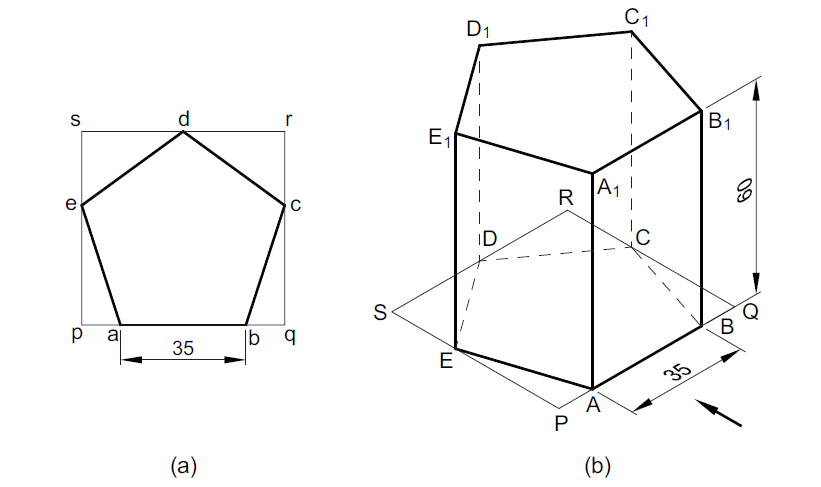 s d r
e c
p a b q
35
(a)
D1 C1
E1 B1
A1
60
R
D C
S Q
B
E
35
A
P
(b)